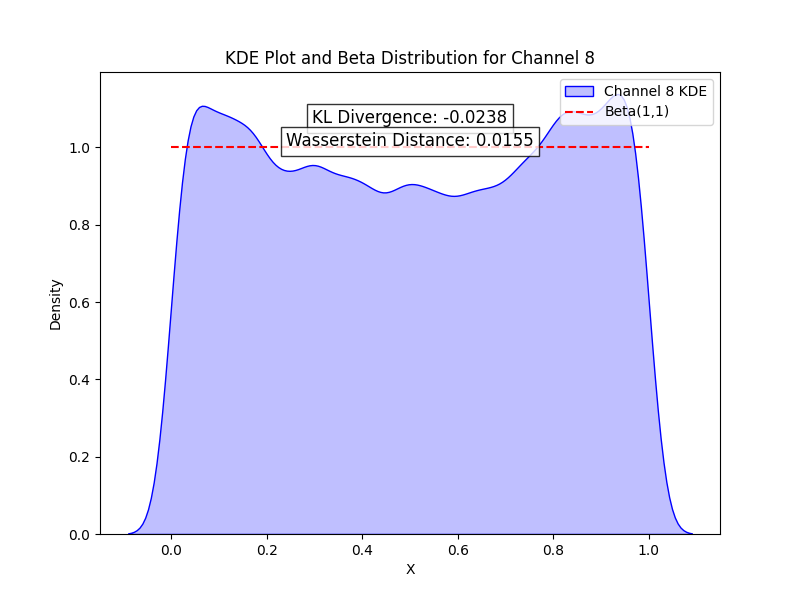 KDE Plot and Beta Distribution for Channel 8
Channel 8 KDE
Beta(1,1)
KL Divergence: -0.0238
Wasserstein Distance: 0.0155
Density
1.0
0.8
0.6
0.4
0.2
0.0
0.0 0.2 0.4 0.6 0.8 1.0
X